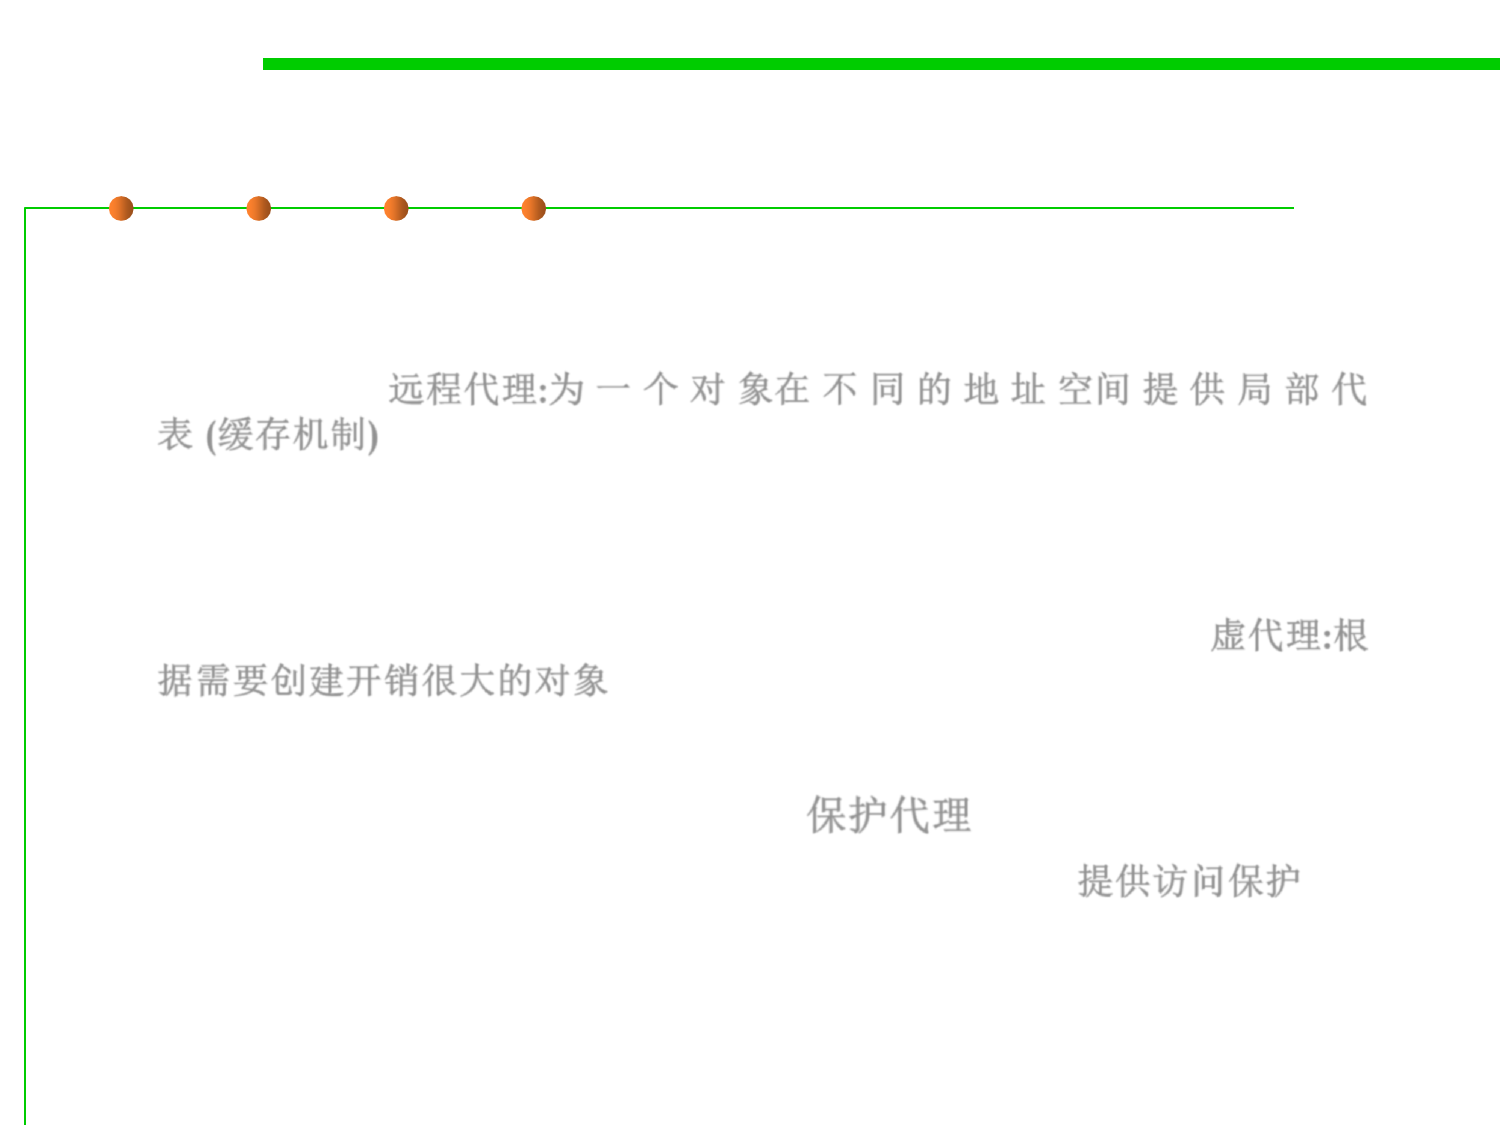 远程代理:为 一 个 对 象在 不 同 的 地 址 空间 提 供 局 部 代
表 (缓存机制)
虚代理:根
据需要创建开销很大的对象
保护代理
提供访问保护